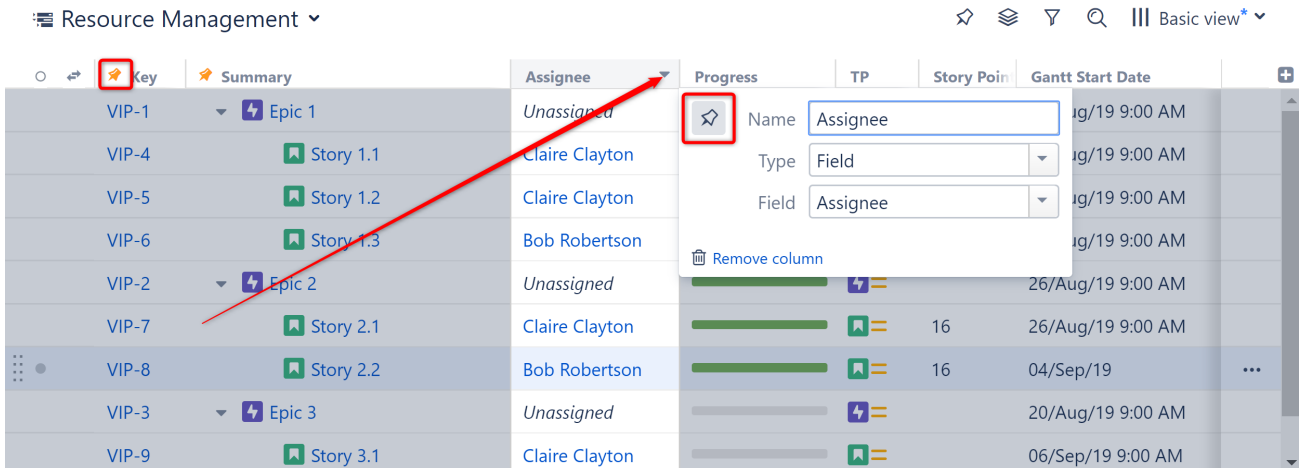 Resource Management
Basic view*
Key Summary Assignee Progress TP Story Poin Gantt Start Date
VIP-1 Epic 1 Unassigned ug/19 9:00 AM
Name Assignee
VIP-4 Story 1.1 Claire Clayton ug/19 9:00 AM
Type Field
VIP-5 Story 1.2 Claire Clayton ug/19 9:00 AM
Field Assignee
VIP-6 Story 1.3 Bob Robertson ug/19 9:00 AM
Remove column
VIP-2 Epic 2 Unassigned 26/Aug/19 9:00 AM
VIP-7 Story 2.1 Claire Clayton 16 26/Aug/19 9:00 AM
VIP-8 Story 2.2 Bob Robertson 16 04/Sep/19
VIP-3 Epic 3 Unassigned 20/Aug/19 9:00 AM
VIP-9 Story 3.1 Claire Clayton 20/Aug/19 9:00 AM